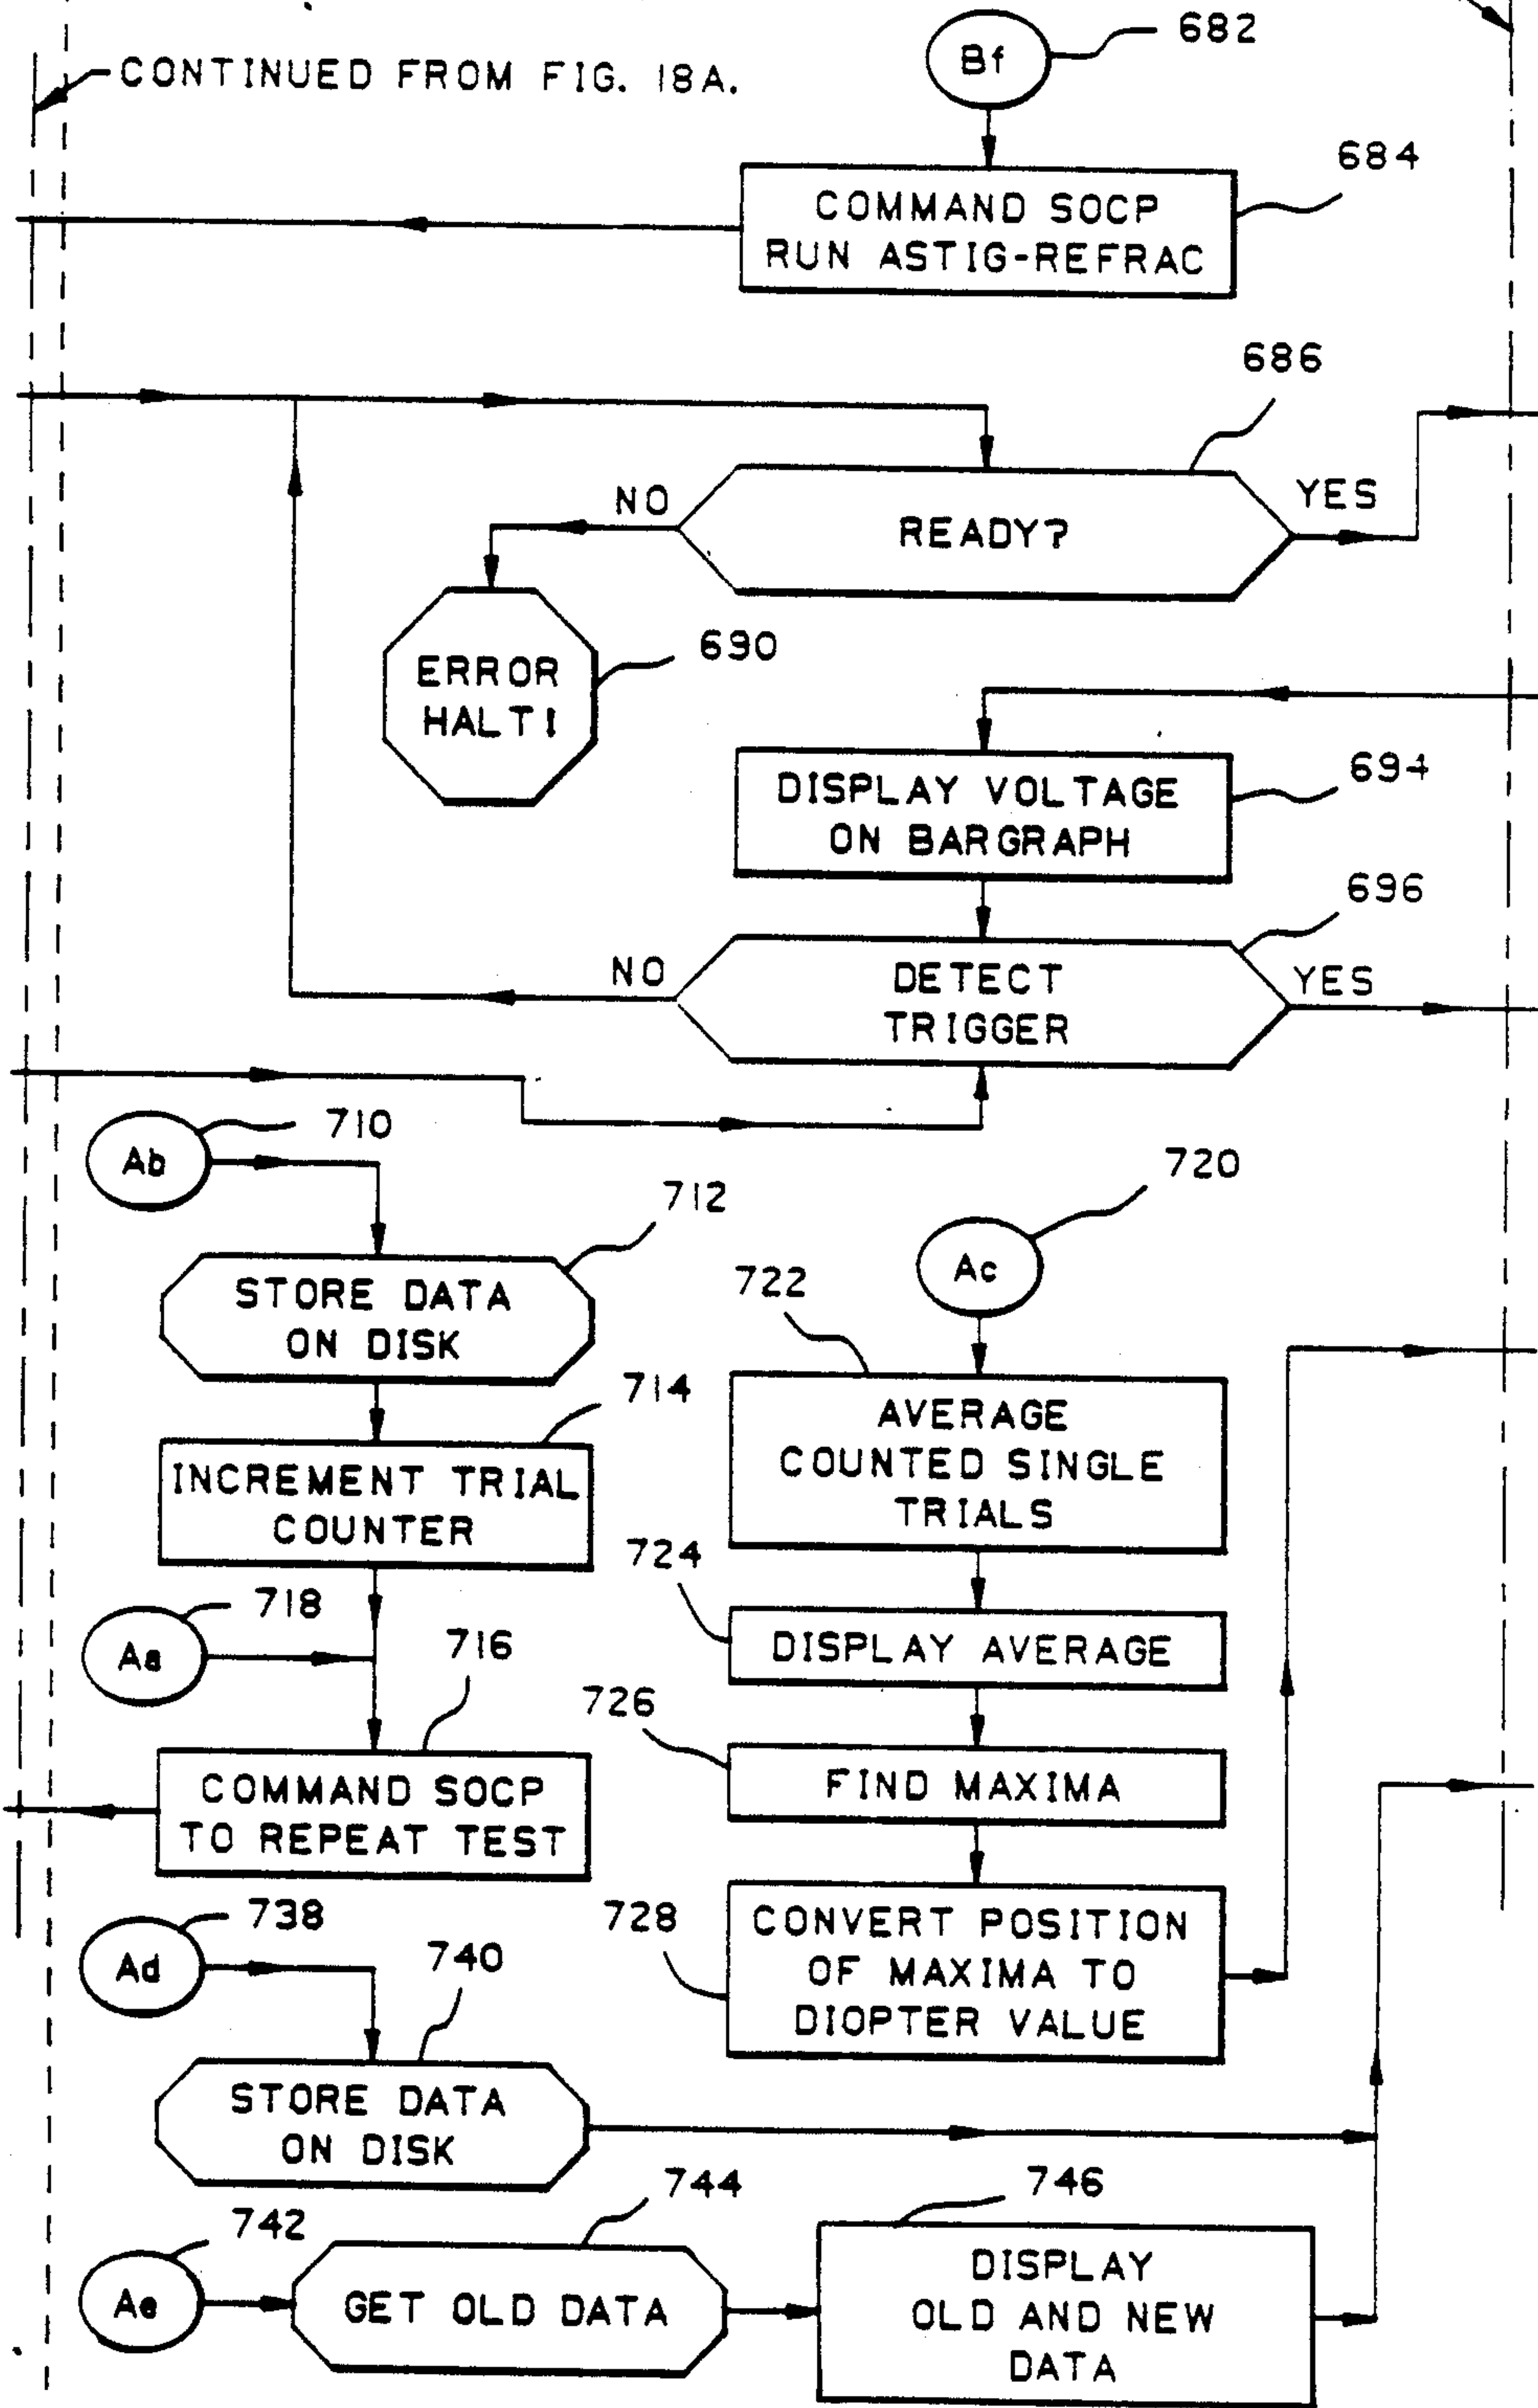 Bf
682
CONTINUED FROM FIG. 18A.
684
COMMAND SOCP
RUN ASTIG-REFRAC
686
NO
YES
READY?
690
ERROR
HALT!
694
DISPLAY VOLTAGE
ON BARGRAPH
696
NO
YES
DETECT
TRIGGER
710
Ab
720
712
Ac
STORE DATA
ON DISK
722
714
AVERAGE
COUNTED SINGLE
TRIALS
INCREMENT TRIAL
COUNTER
724
718
Aa
716
DISPLAY AVERAGE
726
COMMAND SOCP
TO REPEAT TEST
FIND MAXIMA
738
728
CONVERT POSITION
OF MAXIMA TO
DIOPTER VALUE
Ad
740
STORE DATA
ON DISK
744
746
742
Ae
GET OLD DATA
DISPLAY
OLD AND NEW
DATA